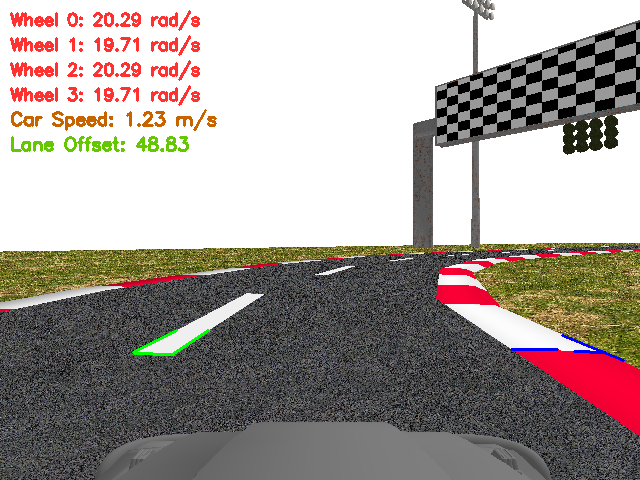 Wheel 0: 20.29 rad/s
Wheel 1: 19.71 rad/s
Wheel 2: 20.29 rad/s
Wheel 3: 19.71 rad/s
Car Speed: 1.23 m/s
Lane Offset: 48.83